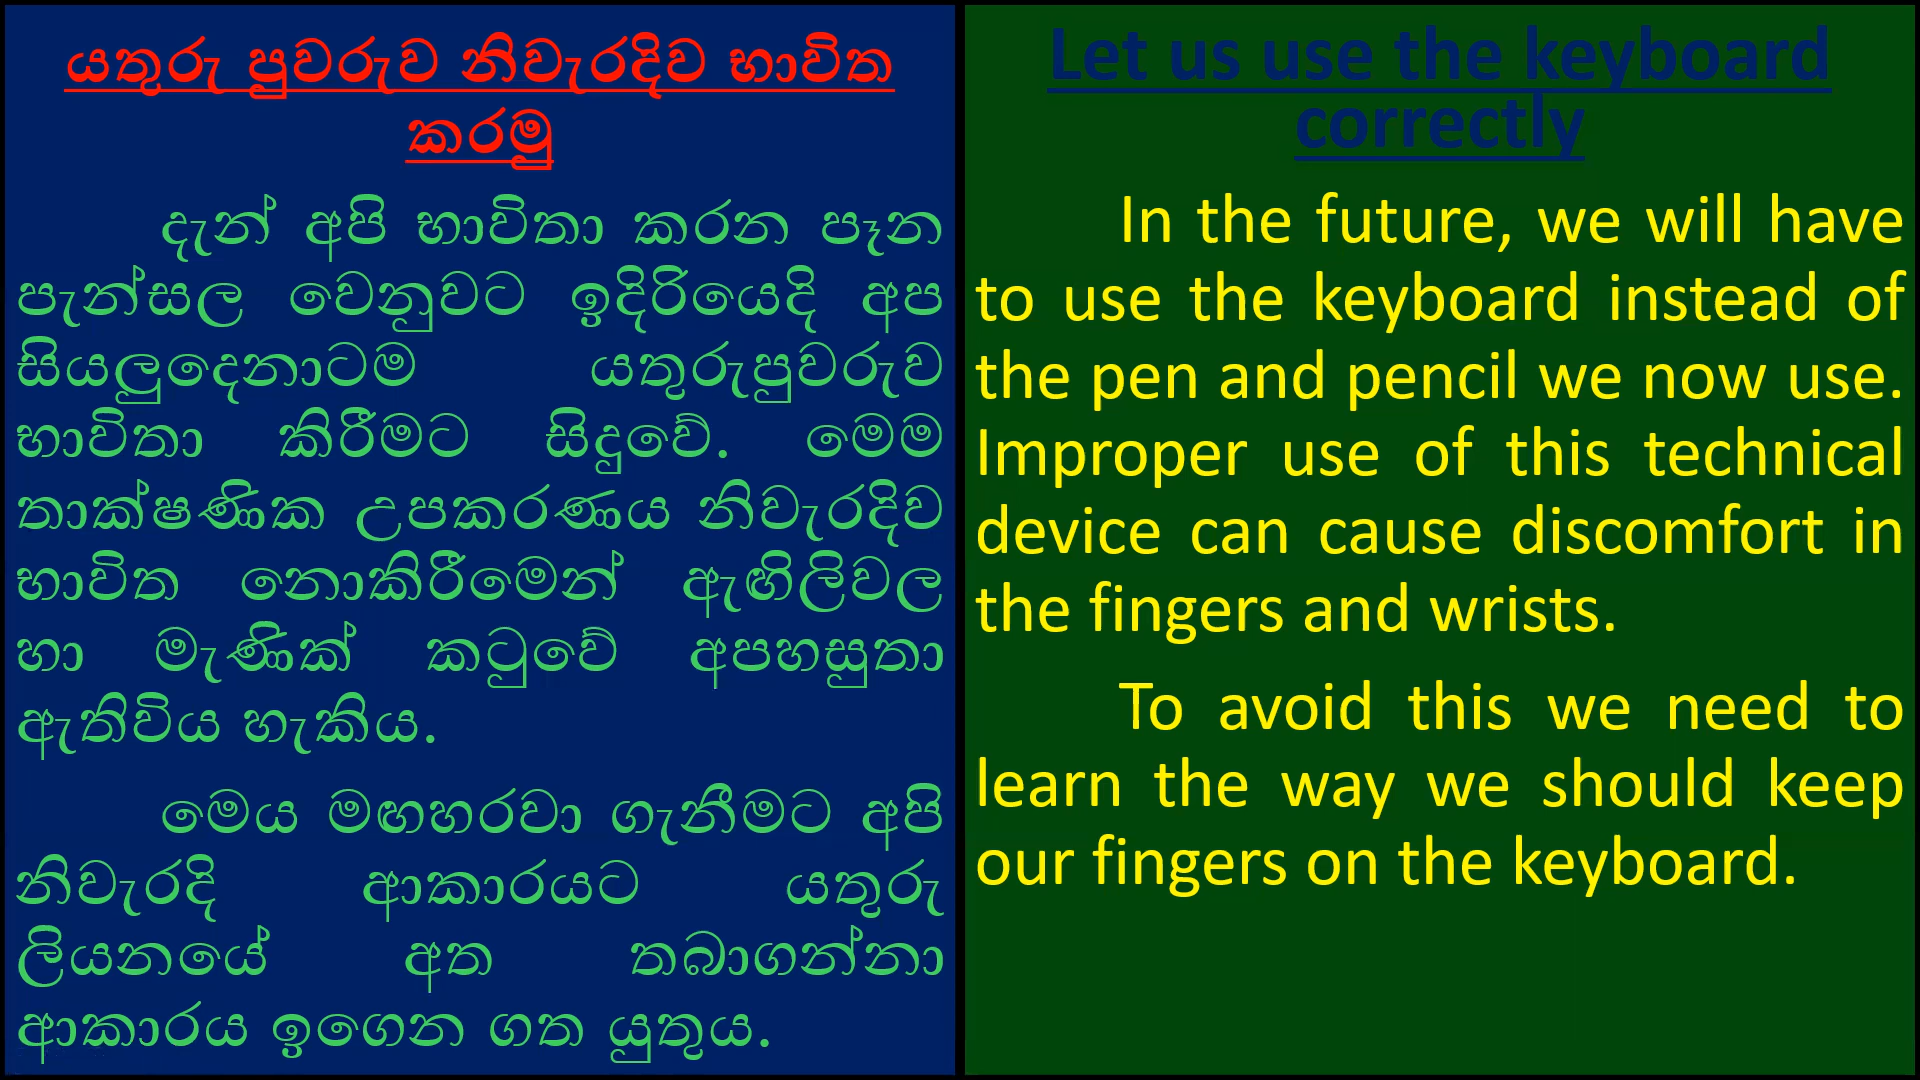 යතුරු පුවරුව නිවැරදිව භාවිත
කරමු
දැන් අපි භාවිතා කරන පෑන
පැන්සල වෙනුවට ඉදිරියෙදි අප
සියලුදෙනාටම යතුරුපුවරුව
භාවිතා කිරීමට සිදුවේ. මෙම
තාක්ෂණික උපකරණය නිවැරදිව
භාවිත නොකිරීමෙන් ඇඟිලිවල
හා මැණික් කටුවේ අපහසුතා
ඇතිවිය හැකිය.
මෙය මඟහරවා ගැනීමට අපි
නිවැරදි ආකාරයට යතුරු
ලියනයේ අත තබාගන්නා
ආකාරය ඉගෙන ගත යුතුය.
Let us use the keyboard
correctly
In the future, we will have
to use the keyboard instead of
the pen and pencil we now use.
Improper use of this technical
device can cause discomfort in
the fingers and wrists.
To avoid this we need to
learn the way we should keep
our fingers on the keyboard.